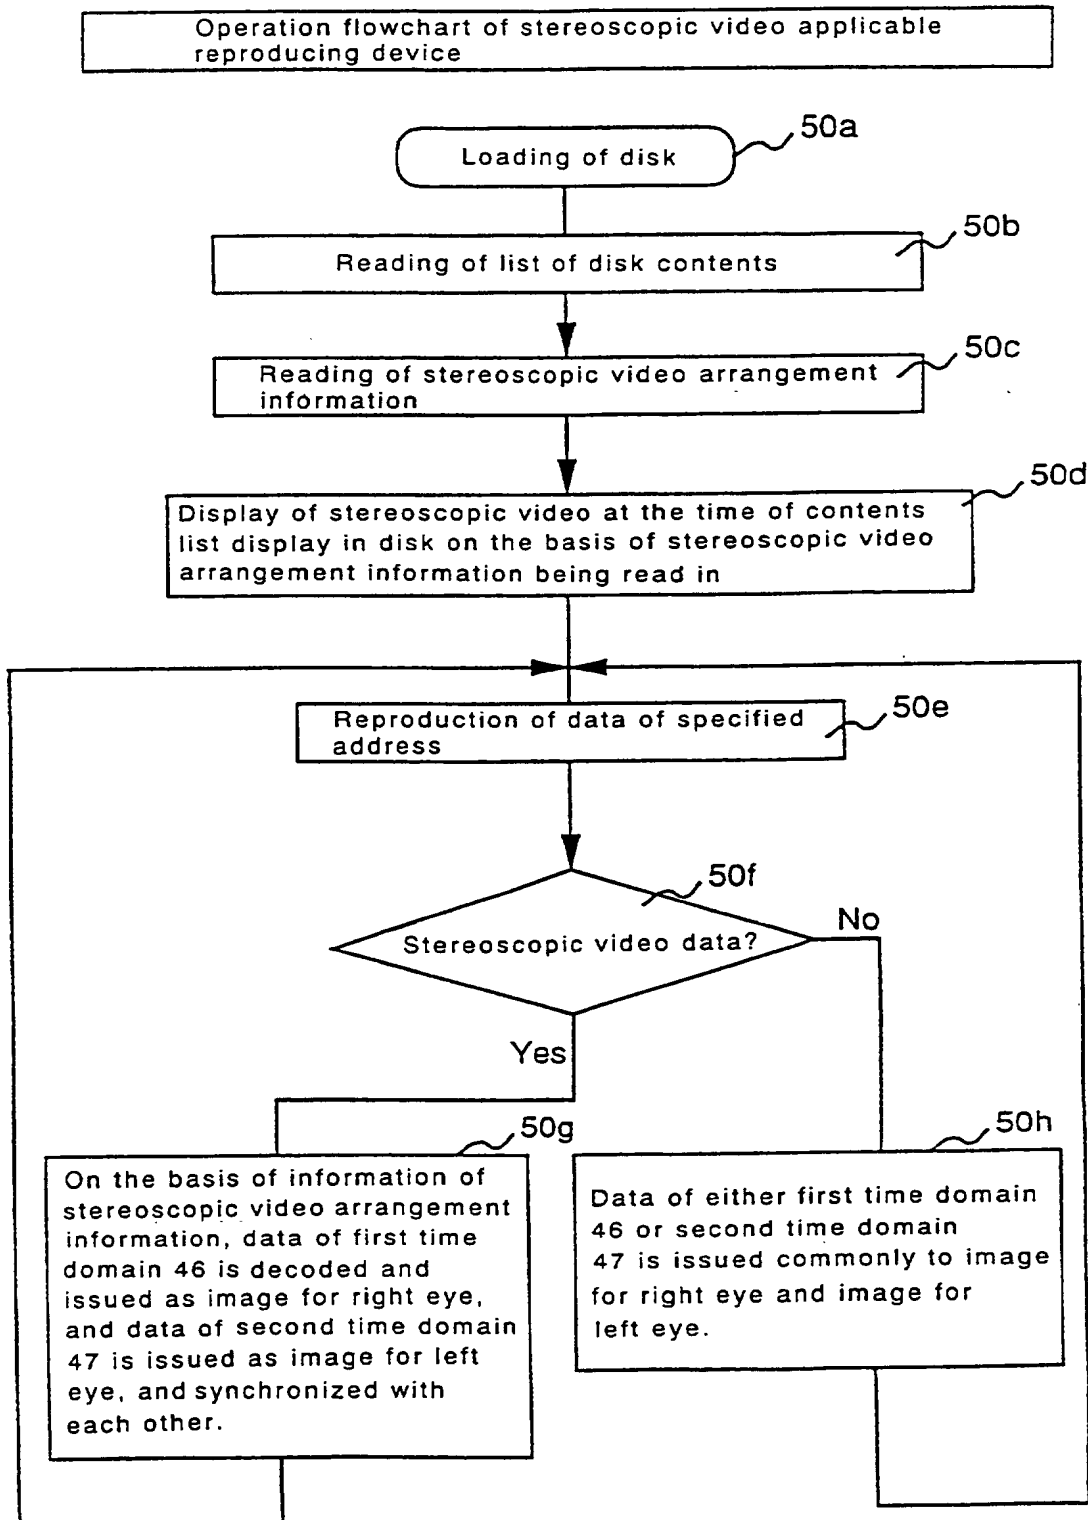 Operation flowchart of stereoscopic video applicable
reproducing device
50a
Loading of disk
50b
Reading of list of disk contents
50c
Reading of stereoscopic video arrangement
information
50d
Display of stereoscopic video at the time of contents
list display in disk on the basis of stereoscopic video
arrangement information being read in
Reproduction of data of specified
address
50e
50f
Stereoscopic video data?
No
Yes
50g
On the basis of information of
stereoscopic video arrangement
information, data of first time
domain 46 is decoded and
issued as image for right eye,
and data of second time domain
47 is issued as image for left
eye, and synchronized with
each other.
50h
Data of either first time domain
46 or second time domain
47 is issued commonly to image
for right eye and image for
left eye.